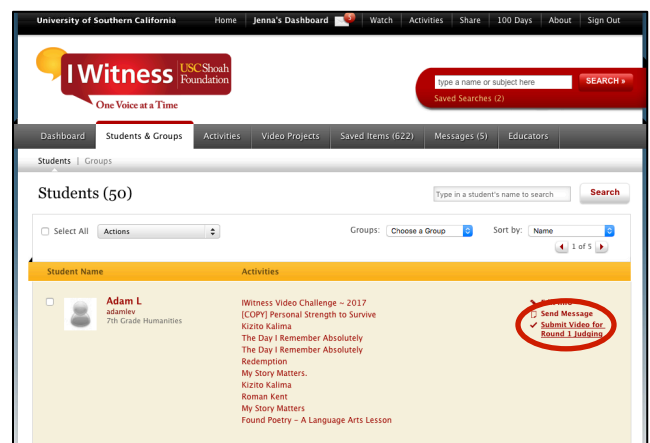 University of Southern California Home Jenna's Dashboard 5 Watch Activities Share 100 Days About Sign Out
IWitness USC Shoah Foundation
One Voice at a Time
type a name or subject here SEARCH »
Saved Searches (2)
Dashboard Students & Groups Activities Video Projects Saved Items (622) Messages (5) Educators
Students | Groups
Students (50) Type in a student's name to search Search
Select All Actions Groups: Choose a Group Sort by: Name
1 of 5
Student Name Activities
Adam L
adamlev
7th Grade Humanities
IWitness Video Challenge – 2017
[COPY] Personal Strength to Survive
Kizito Kalima
The Day I Remember Absolutely
The Day I Remember Absolutely
Redemption
My Story Matters.
Kizito Kalima
Roman Kent
My Story Matters
Found Poetry – A Language Arts Lesson
Info
Send Message
Submit Video for
Round 1 Judging